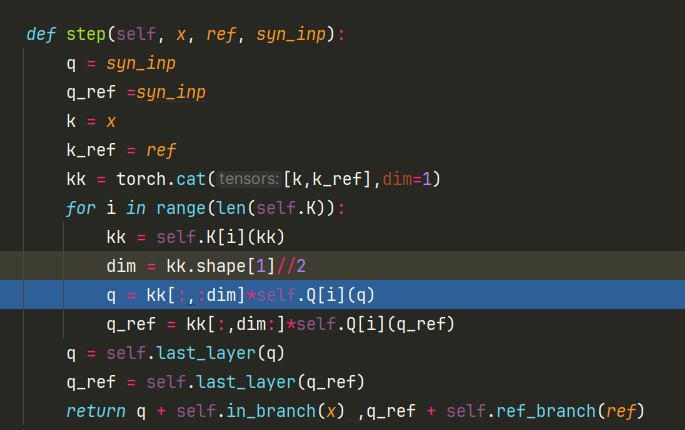 def step(self, x, ref, syn_inp):
    q = syn_inp
    q_ref =syn_inp
    k = x
    k_ref = ref
    kk = torch.cat( tensors: [k,k_ref],dim=1)
    for i in range(len(self.K)):
        kk = self.K[i](kk)
        dim = kk.shape[1]//2
        q = kk[:,:dim]*self.Q[i](q)
        q_ref = kk[:,dim:]*self.Q[i](q_ref)
    q = self.last_layer(q)
    q_ref = self.last_layer(q_ref)
    return q + self.in_branch(x) ,q_ref + self.ref_branch(ref)